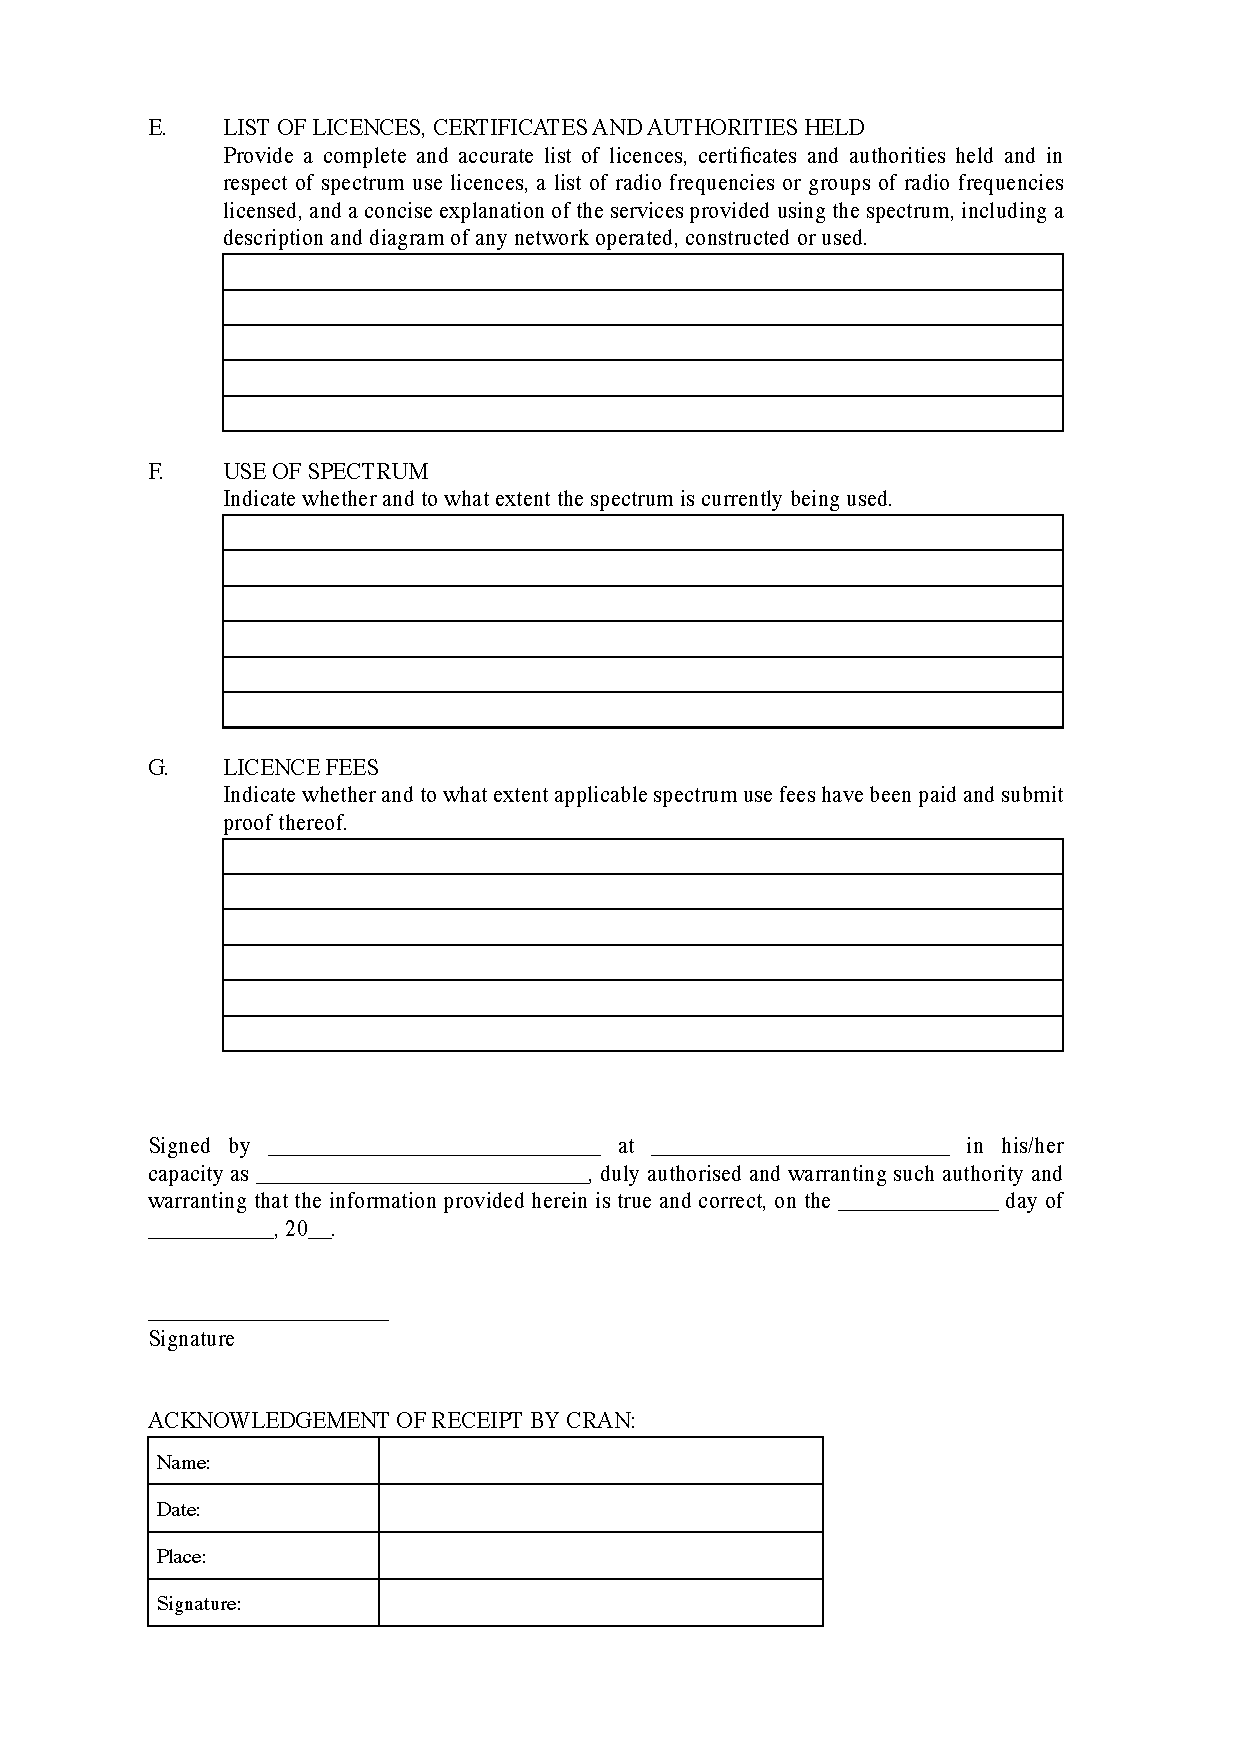 E. LIST OF LICENCES, CERTIFICATES AND AUTHORITIES HELD
Provide a complete and accurate list of licences, certificates and authorities held and in
respect of spectrum use licences, a list of radio frequencies or groups of radio frequencies
licensed, and a concise explanation of the services provided using the spectrum, including a
description and diagram of any network operated, constructed or used.
F. USE OF SPECTRUM
Indicate whether and to what extent the spectrum is currently being used.
G. LICENCE FEES
Indicate whether and to what extent applicable spectrum use fees have been paid and submit
proof thereof.
Signed by _____________________________ at __________________________ in his/her
capacity as _____________________________, duly authorised and warranting such authority and
warranting that the information provided herein is true and correct, on the ______________ day of
___________, 20__.
_____________________
Signature
ACKNOWLEDGEMENT OF RECEIPT BY CRAN:
Name:
Date:
Place:
Signature: